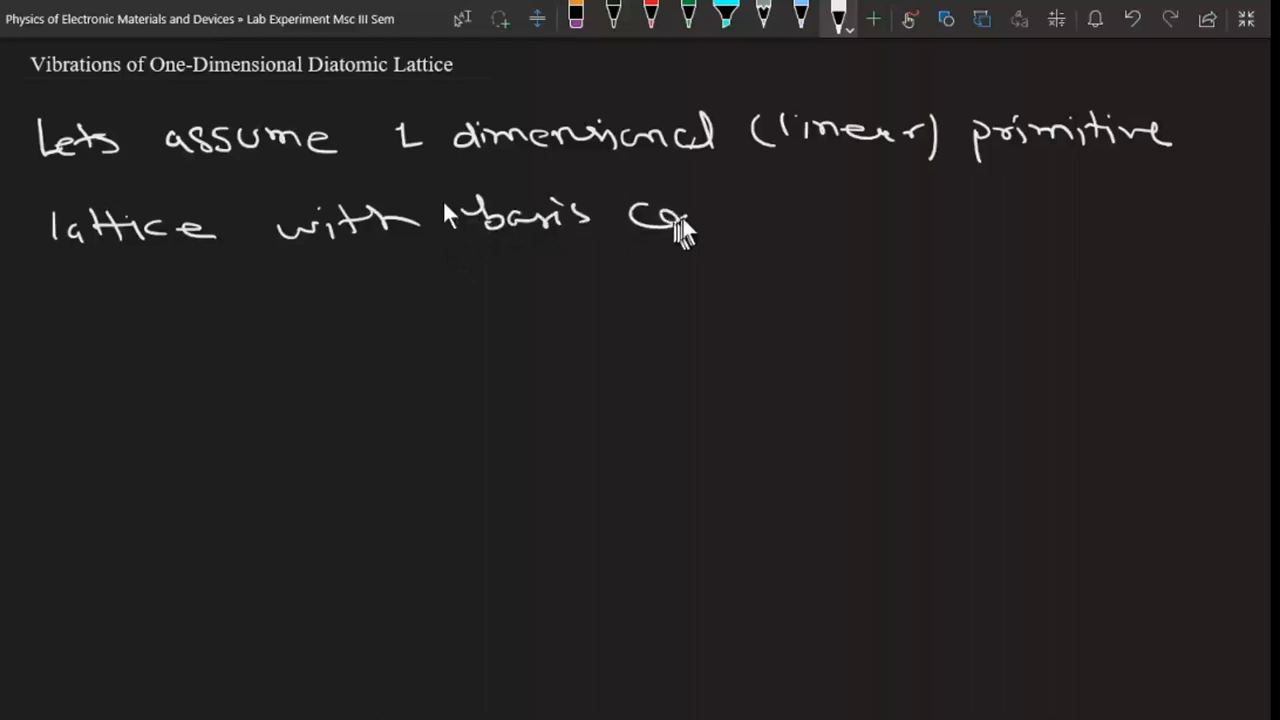 Physics of Electronic Materials and Devices » Lab Experiment Msc III Sem
Vibrations of One-Dimensional Diatomic Lattice
Lets assume 1 dimensional (linear) primitive
lattice with basis co